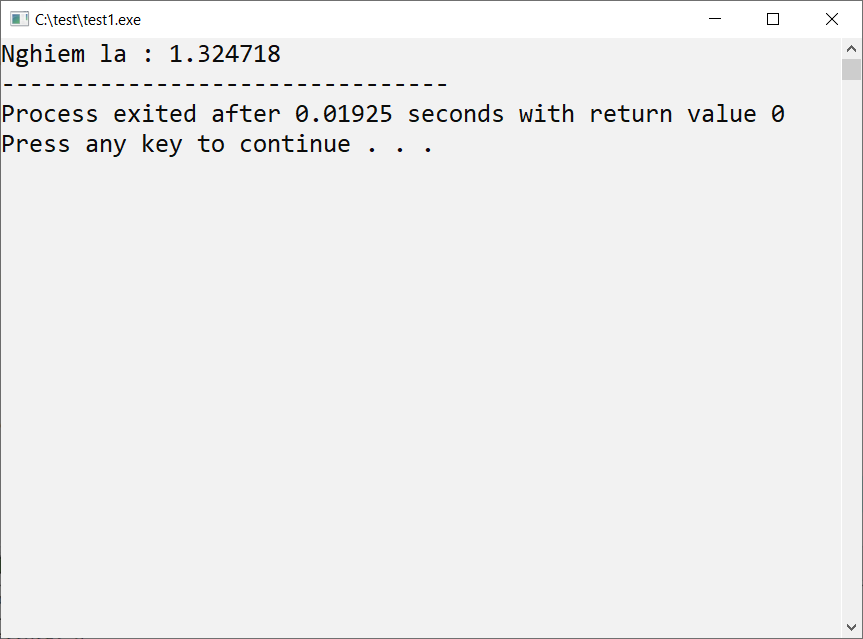 C:\test\test1.exe
Nghiem la : 1.324718
--------------------------------
Process exited after 0.01925 seconds with return value 0
Press any key to continue . . .